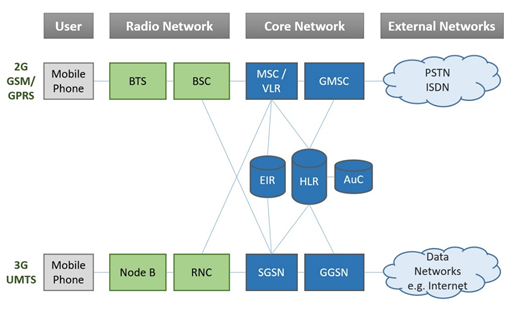 User
Radio Network
Core Network
External Networks
2G
GSM/
GPRS
Mobile
Phone
BTS
BSC
MSC /
VLR
GMSC
PSTN
ISDN
EIR
HLR
AuC
3G
UMTS
Mobile
Phone
Node B
RNC
SGSN
GGSN
Data
Networks
e.g. Internet